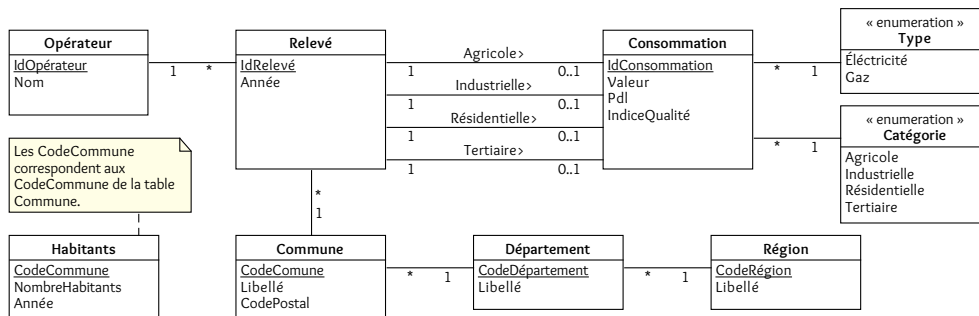 Opérateur
IdOpérateur
Nom
1
*
Relevé
IdRelevé
Année
Agricole>
1
0..1
Industrielle>
1
0..1
Résidentielle>
1
0..1
Tertiaire>
1
0..1
Consommation
IdConsommation
Valeur
Pdl
IndiceQualité
*
1
« enumeration »
Type
Éléctricité
Gaz
*
1
« enumeration »
Catégorie
Agricole
Industrielle
Résidentielle
Tertiaire
Les CodeCommune
correspondent aux
CodeCommune de la table
Commune.
*
1
Habitants
CodeCommune
NombreHabitants
Année
Commune
CodeComune
Libellé
CodePostal
*
1
Département
CodeDépartement
Libellé
*
1
Région
CodeRégion
Libellé